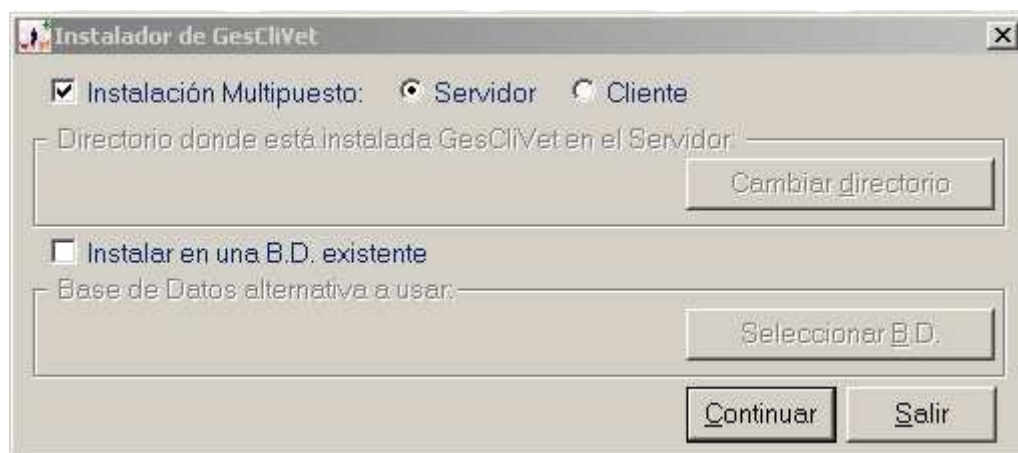 Instalador de GesCliVet
Instalación Multipuesto: Servidor Cliente
Directorio donde está instalada GesCliVet en el Servidor:
Cambiar directorio
Instalar en una B.D. existente
Base de Datos alternativa a usar:
Seleccionar B.D.
Continuar Salir